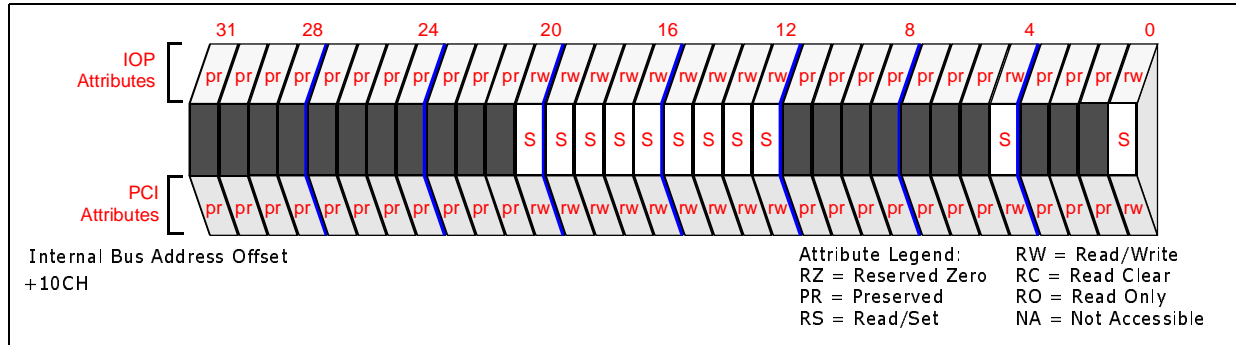 31 28 24 20 16 12 8 4 0
IOP
Attributes
pr pr pr pr pr pr pr pr pr pr pr rw rw rw rw rw rw rw rw rw pr pr pr pr pr pr pr rw pr pr pr rw
S S S S S S S S S S S
PCI
Attributes
pr pr pr pr pr pr pr pr pr pr pr rw rw rw rw rw rw rw rw rw pr pr pr pr pr pr pr rw pr pr pr rw
Internal Bus Address Offset
+10CH
Attribute Legend:
RZ = Reserved Zero
PR = Preserved
RS = Read/Set
RW = Read/Write
RC = Read Clear
RO = Read Only
NA = Not Accessible